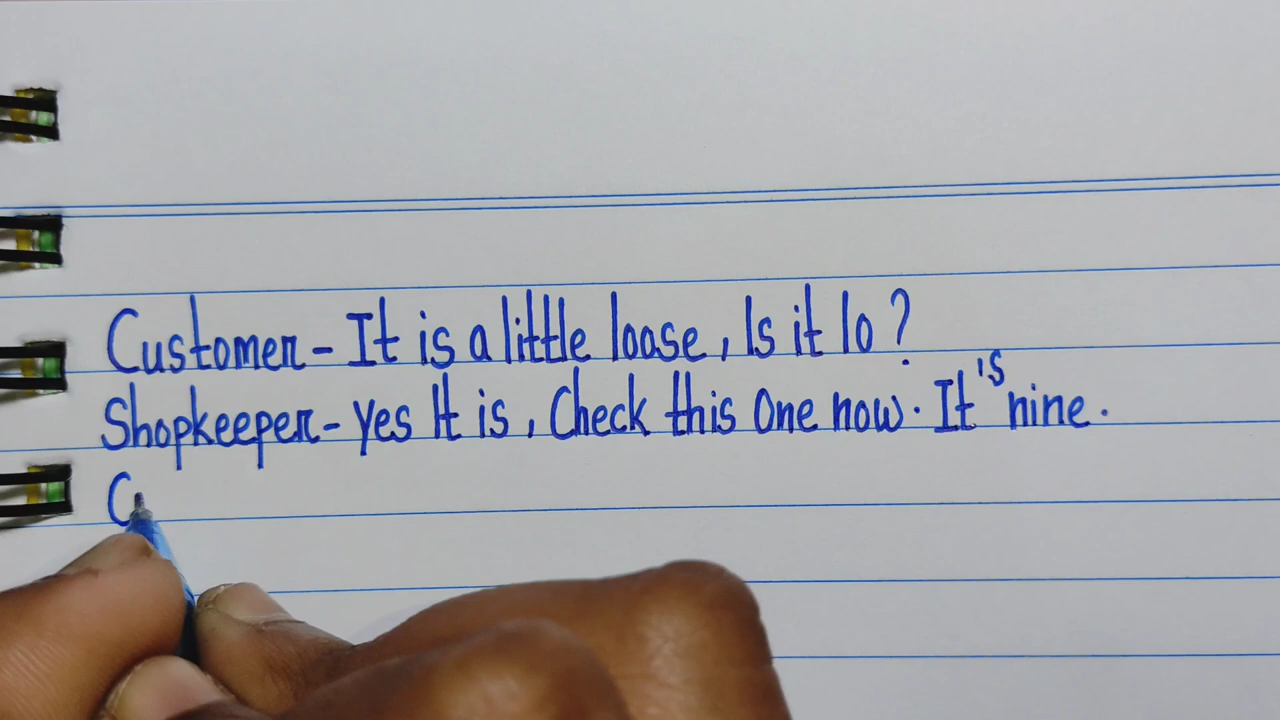 Customer - It is a little loose, Is it 10?
Shopkeeper - yes It is, Check this One now. It's nine.
C